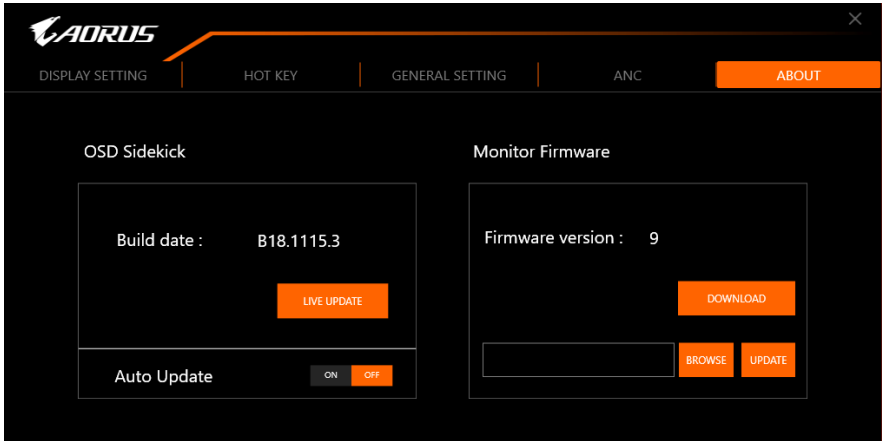 AORUS
DISPLAY SETTING HOT KEY GENERAL SETTING ANC ABOUT
OSD Sidekick
Build date : B18.1115.3
LIVE UPDATE
Auto Update ON OFF
Monitor Firmware
Firmware version : 9
DOWNLOAD
BROWSE UPDATE